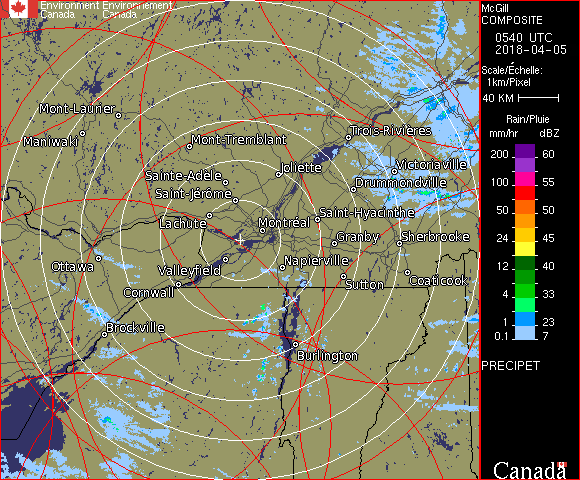 Environment Environnement
Canada Canada
McGill
COMPOSITE
0540 UTC
2018-04-05
Scale/Échelle:
1km/Pixel
40 KM
Rain/Pluie
mm/hr dBZ
200 60
100 55
50 50
24 45
12 40
4 33
1 23
0.1 7
PRECIPET
Canada
Mont-Laurier
Maniwaki
Mont-Tremblant
Trois-Rivières
Sainte-Adèle
Joliette
Victoriaville
Saint-Jérôme
Drummondville
Lachute
Montréal
Saint-Hyacinthe
Granby
Sherbrooke
Ottawa
Valleyfield
Napierville
Cornwall
Sutton
Coaticook
Brockville
Burlington